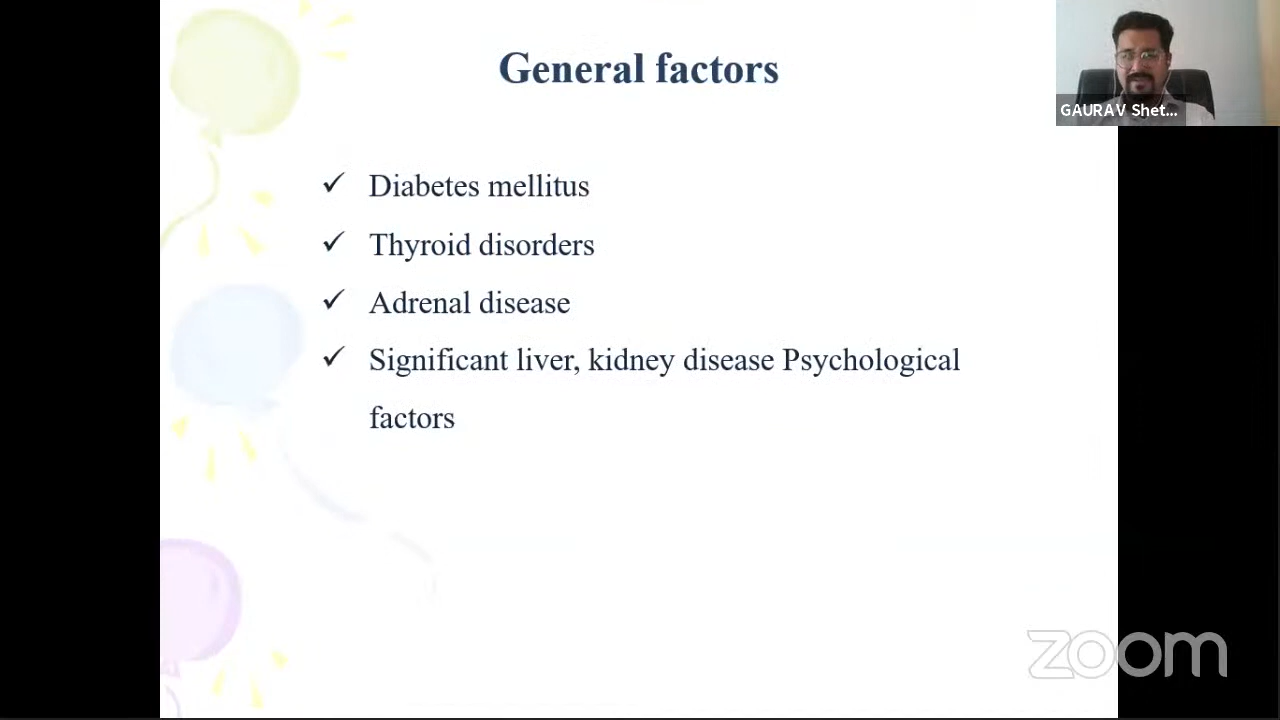 General factors
GAURAV Shet...
✓ Diabetes mellitus
✓ Thyroid disorders
✓ Adrenal disease
✓ Significant liver, kidney disease Psychological
factors
zoom